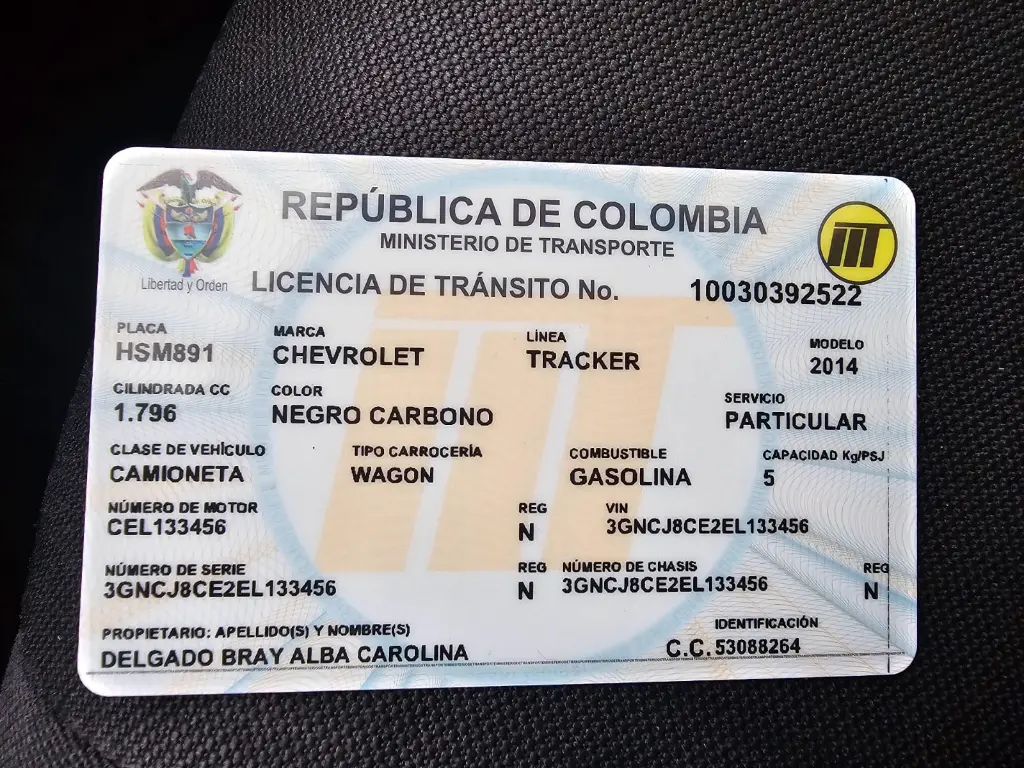 REPÚBLICA DE COLOMBIA
MINISTERIO DE TRANSPORTE
Libertad y Orden
LICENCIA DE TRÁNSITO No. 10030392522
PLACA MARCA LÍNEA MODELO
HSM891 CHEVROLET TRACKER 2014
CILINDRADA CC COLOR SERVICIO
1.796 NEGRO CARBONO PARTICULAR
CLASE DE VEHÍCULO TIPO CARROCERÍA COMBUSTIBLE CAPACIDAD Kg/PSJ
CAMIONETA WAGON GASOLINA 5
NÚMERO DE MOTOR REG VIN
CEL133456 N 3GNCJ8CE2EL133456
NÚMERO DE SERIE REG NÚMERO DE CHASIS REG
3GNCJ8CE2EL133456 N 3GNCJ8CE2EL133456 N
PROPIETARIO: APELLIDO(S) Y NOMBRE(S) IDENTIFICACIÓN
DELGADO BRAY ALBA CAROLINA C.C. 53088264